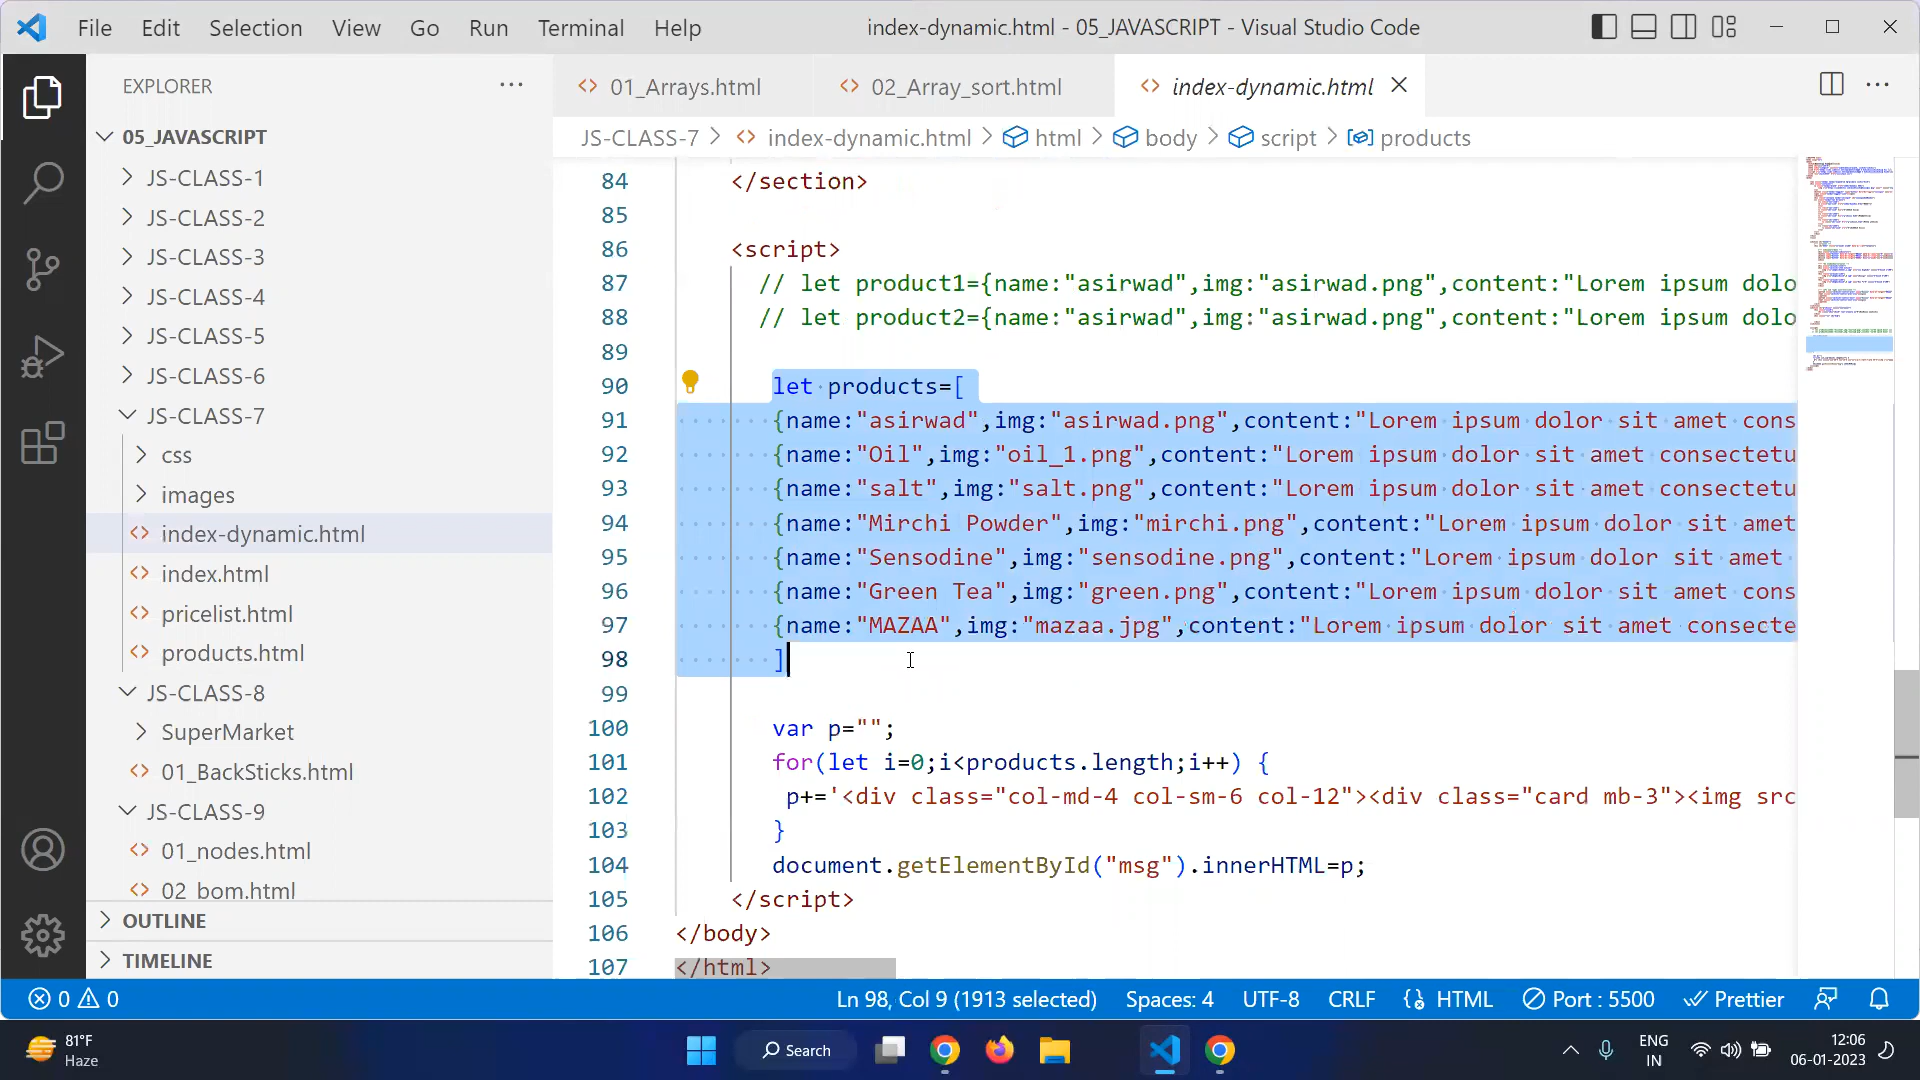 File Edit Selection View Go Run Terminal Help
index-dynamic.html - 05_JAVASCRIPT - Visual Studio Code
EXPLORER
01_Arrays.html
02_Array_sort.html
index-dynamic.html
JS-CLASS-7 > index-dynamic.html > html > body > script > products
05_JAVASCRIPT
JS-CLASS-1
JS-CLASS-2
JS-CLASS-3
JS-CLASS-4
JS-CLASS-5
JS-CLASS-6
JS-CLASS-7
css
images
index-dynamic.html
index.html
pricelist.html
products.html
JS-CLASS-8
SuperMarket
01_BackSticks.html
JS-CLASS-9
01_nodes.html
02_bom.html
OUTLINE
TIMELINE
84 </section>
85
86 <script>
87 // let product1={name:"asirwad",img:"asirwad.png",content:"Lorem ipsum dolo
88 // let product2={name:"asirwad",img:"asirwad.png",content:"Lorem ipsum dolo
89
90 let products=[
91 {name:"asirwad",img:"asirwad.png",content:"Lorem ipsum dolor sit amet cons
92 {name:"Oil",img:"oil_1.png",content:"Lorem ipsum dolor sit amet consectetu
93 {name:"salt",img:"salt.png",content:"Lorem ipsum dolor sit amet consectetu
94 {name:"Mirchi Powder",img:"mirchi.png",content:"Lorem ipsum dolor sit amet
95 {name:"Sensodine",img:"sensodine.png",content:"Lorem ipsum dolor sit amet
96 {name:"Green Tea",img:"green.png",content:"Lorem ipsum dolor sit amet cons
97 {name:"MAZAA",img:"mazaa.jpg",content:"Lorem ipsum dolor sit amet consecte
98 ]
99
100 var p="";
101 for(let i=0;i<products.length;i++) {
102 p+='<div class="col-md-4 col-sm-6 col-12"><div class="card mb-3"><img src
103 }
104 document.getElementById("msg").innerHTML=p;
105 </script>
106 </body>
107 </html>
0 0
Ln 98, Col 9 (1913 selected) Spaces: 4 UTF-8 CRLF HTML Port : 5500 Prettier
81°F
Haze
Search
ENG
IN
12:06
06-01-2023